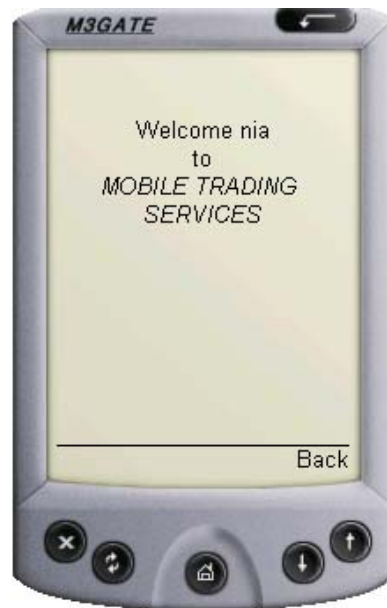 M3GATE
Welcome nia
to
MOBILE TRADING
SERVICES
Back